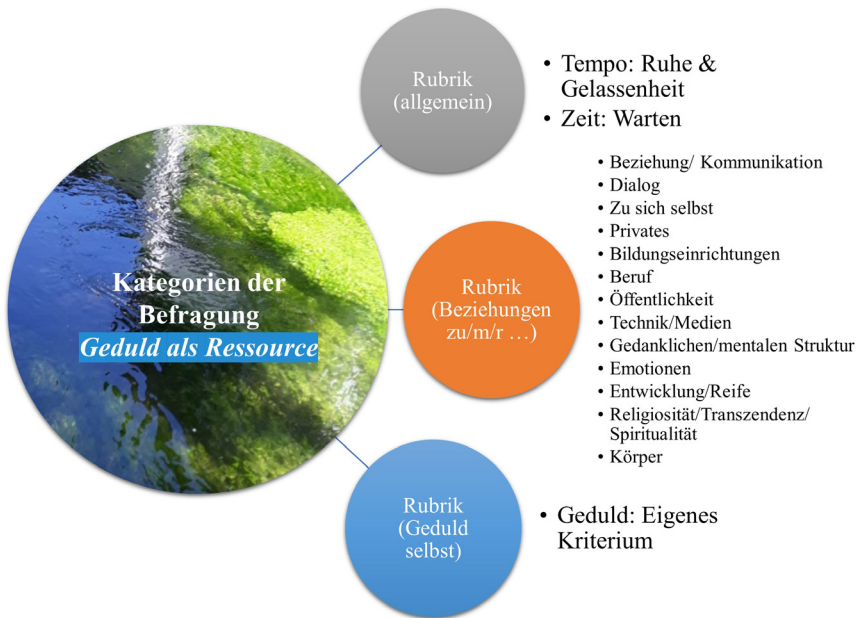 Kategorien der
Befragung
Geduld als Ressource
Rubrik
(allgemein)
• Tempo: Ruhe &
Gelassenheit
• Zeit: Warten
Rubrik
(Beziehungen
zu/m/r …)
• Beziehung/ Kommunikation
• Dialog
• Zu sich selbst
• Privates
• Bildungseinrichtungen
• Beruf
• Öffentlichkeit
• Technik/Medien
• Gedanklichen/mentalen Struktur
• Emotionen
• Entwicklung/Reife
• Religiosität/Transzendenz/
Spiritualität
• Körper
Rubrik
(Geduld
selbst)
• Geduld: Eigenes
Kriterium